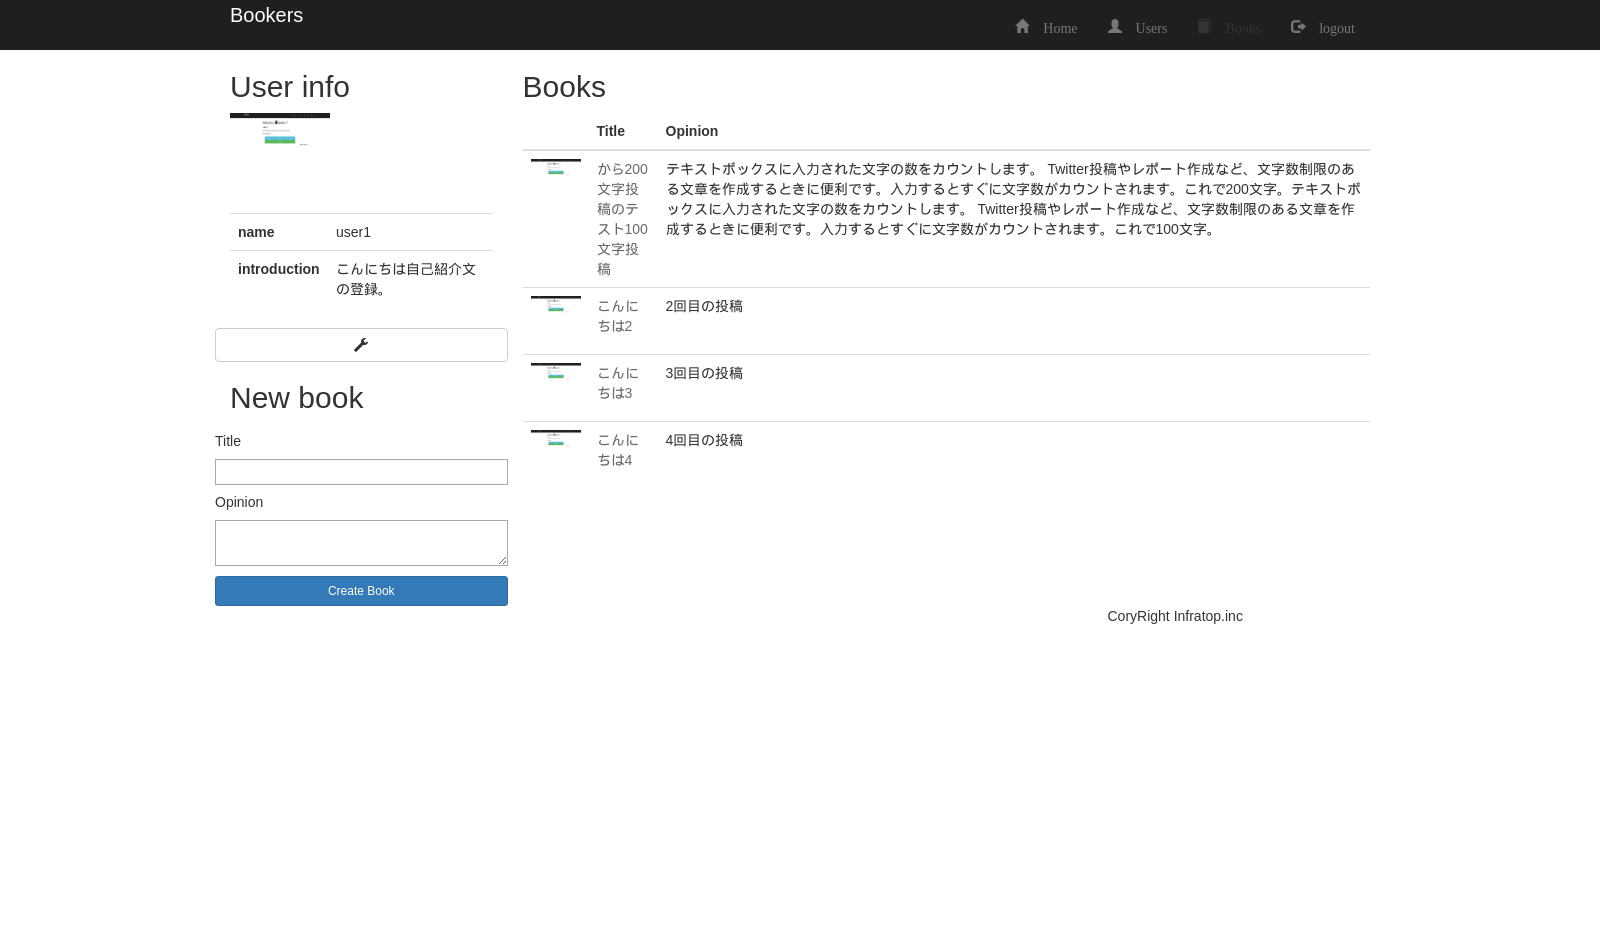 Bookers
Home Users Books logout
User info
name user1
introduction こんにちは自己紹介文
の登録。
New book
Title
Opinion
Create Book
Books
Title Opinion
から200
文字投
稿のテ
スト100
文字投
稿
テキストボックスに入力された文字の数をカウントします。 Twitter投稿やレポート作成など、文字数制限のあ
る文章を作成するときに便利です。入力するとすぐに文字数がカウントされます。これで200文字。テキストボ
ックスに入力された文字の数をカウントします。 Twitter投稿やレポート作成など、文字数制限のある文章を作
成するときに便利です。入力するとすぐに文字数がカウントされます。これで100文字。
こんに
ちは2
2回目の投稿
こんに
ちは3
3回目の投稿
こんに
ちは4
4回目の投稿
CoryRight Infratop.inc